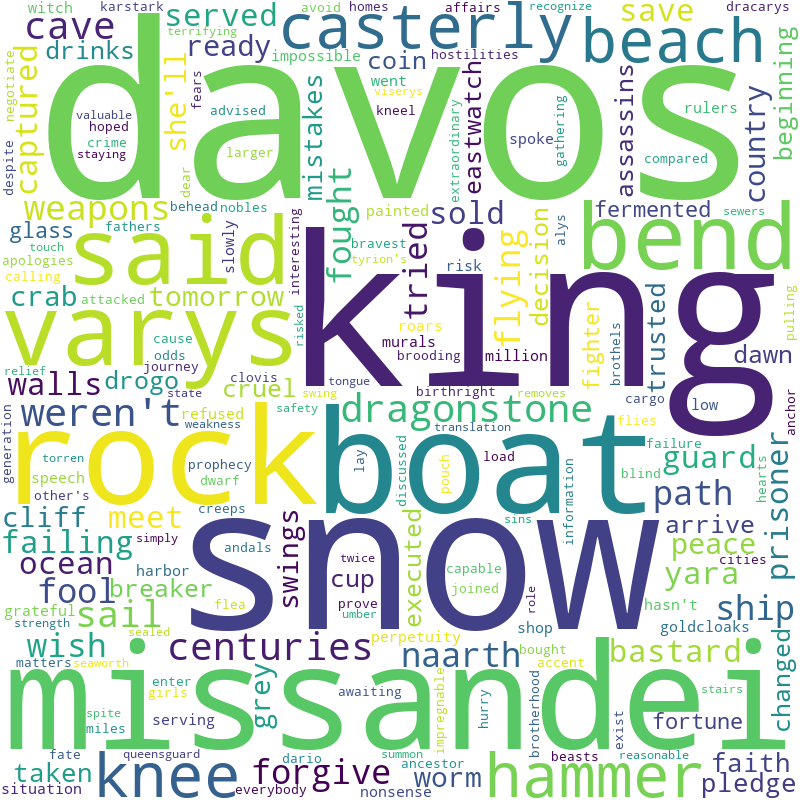 witch
karstark
served
casterly
avoid
homes
affairs
save
recognize
dracarys
cave
drinks
ready
terrifying
impossible
coin
hostilities
beach
beginning
negotiate
captured
she'll
davos
went
viserys
kneel
valuable
hoped
crime
staying
fears
advised
larger
mistakes
eastwatch
extraordinary
spoke
gathering
assassins
rulers
compared
country
despite
dear
behead
nobles
weapons
fathers
painted
sold
fermented
sewers
glass
touch
apologies
calling
said
slowly
interesting
fought
bravest
tyrion's
tried
risk
flying
decision
alys
bend
crab
attacked
tomorrow
king
roars
murals
brooding
million
fighter
brothels
trusted
dawn
pulling
varys
cause
odds
journey
risked
walls
drogo
clovis
state
cruel
tongue
birthright
removes
cargo
low
anchor
relief
safety
swing
weren't
refused
weakness
dragonstone
translation
flies
generation
rock
boat
failure
guard
torren
speech
other's
prophecy
dwarf
lay
discussed
pouch
load
blind
hearts
path
prisoner
cliff
meet
creeps
snow
sins
information
arrive
failing
simply
andals
swings
executed
peace
cities
ocean
harbor
twice
cup
capable
joined
yara
fool
breaker
flea
prove
umber
role
hasn't
ship
grateful
strength
sail
sealed
perpetuity
shop
goldcloaks
wish
centuries
naarth
bought
accent
bastard
changed
matters
seaworth
missandei
stairs
enter
girls
grey
awaiting
impregnable
hurry
brotherhood
exist
fortune
spite
miles
serving
fate
queensguard
dario
summon
ancestor
beasts
reasonable
faith
taken
knee
forgive
worm
hammer
pledge
situation
everybody
nonsense